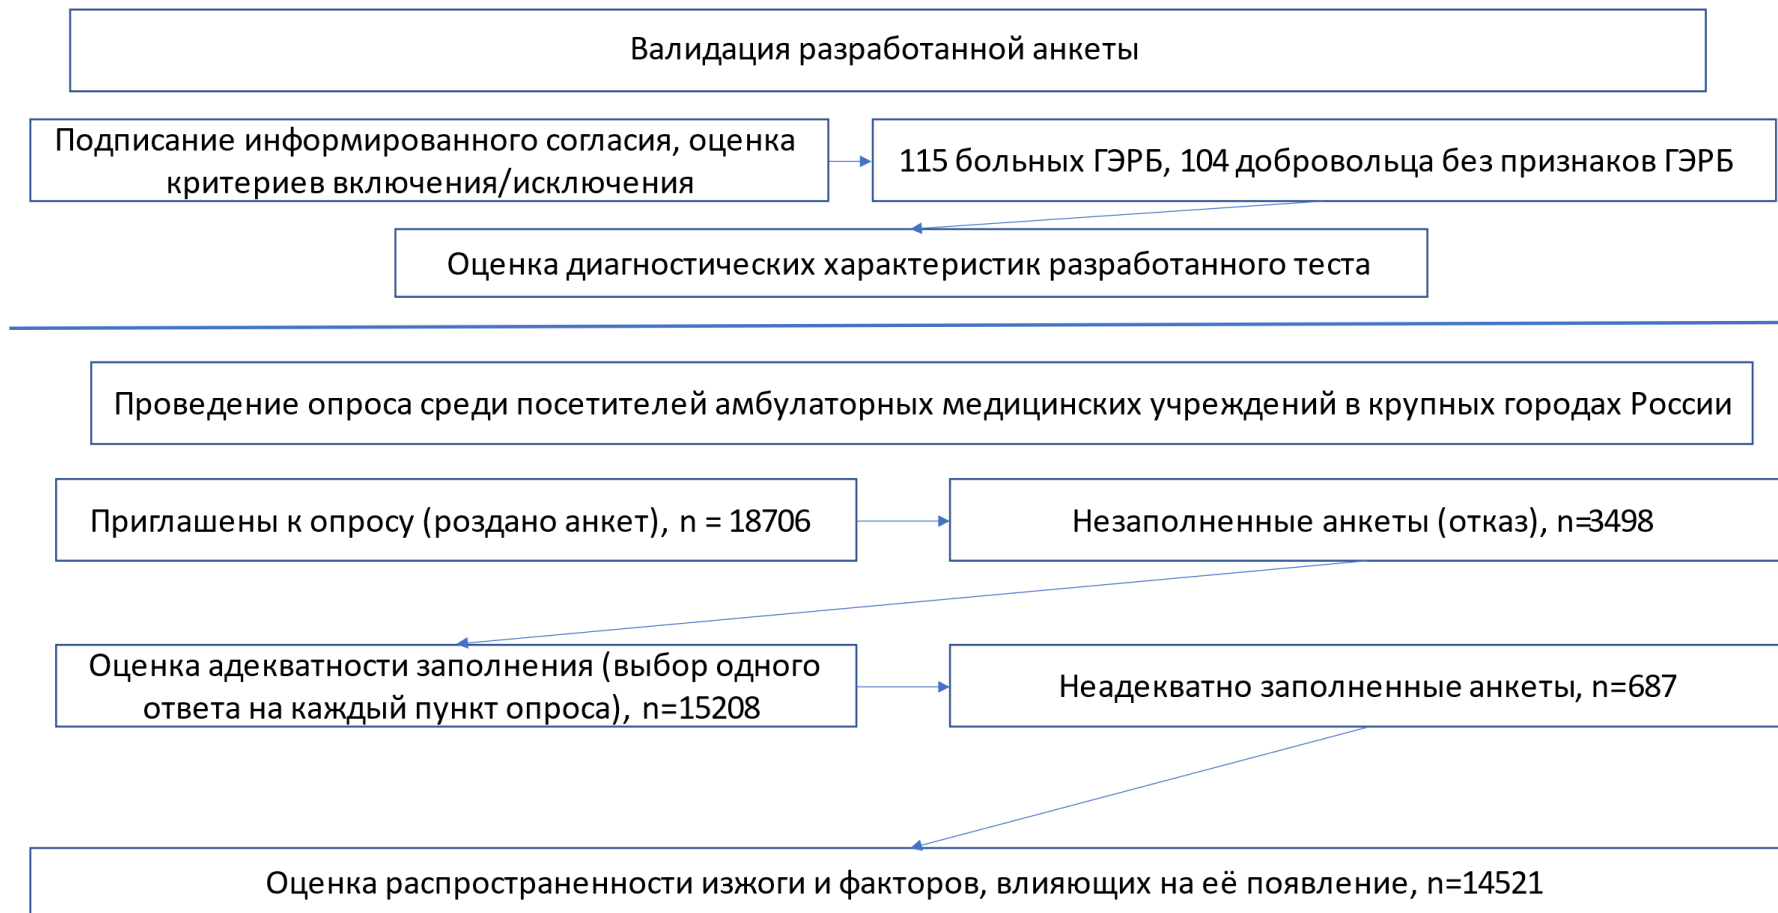 Валидация разработанной анкеты
Подписание информированного согласия, оценка
критериев включения/исключения
115 больных ГЭРБ, 104 добровольца без признаков ГЭРБ
Оценка диагностических характеристик разработанного теста
Проведение опроса среди посетителей амбулаторных медицинских учреждений в крупных городах России
Приглашены к опросу (роздано анкет), n = 18706
Незаполненные анкеты (отказ), n=3498
Оценка адекватности заполнения (выбор одного
ответа на каждый пункт опроса), n=15208
Неадекватно заполненные анкеты, n=687
Оценка распространенности изжоги и факторов, влияющих на её появление, n=14521